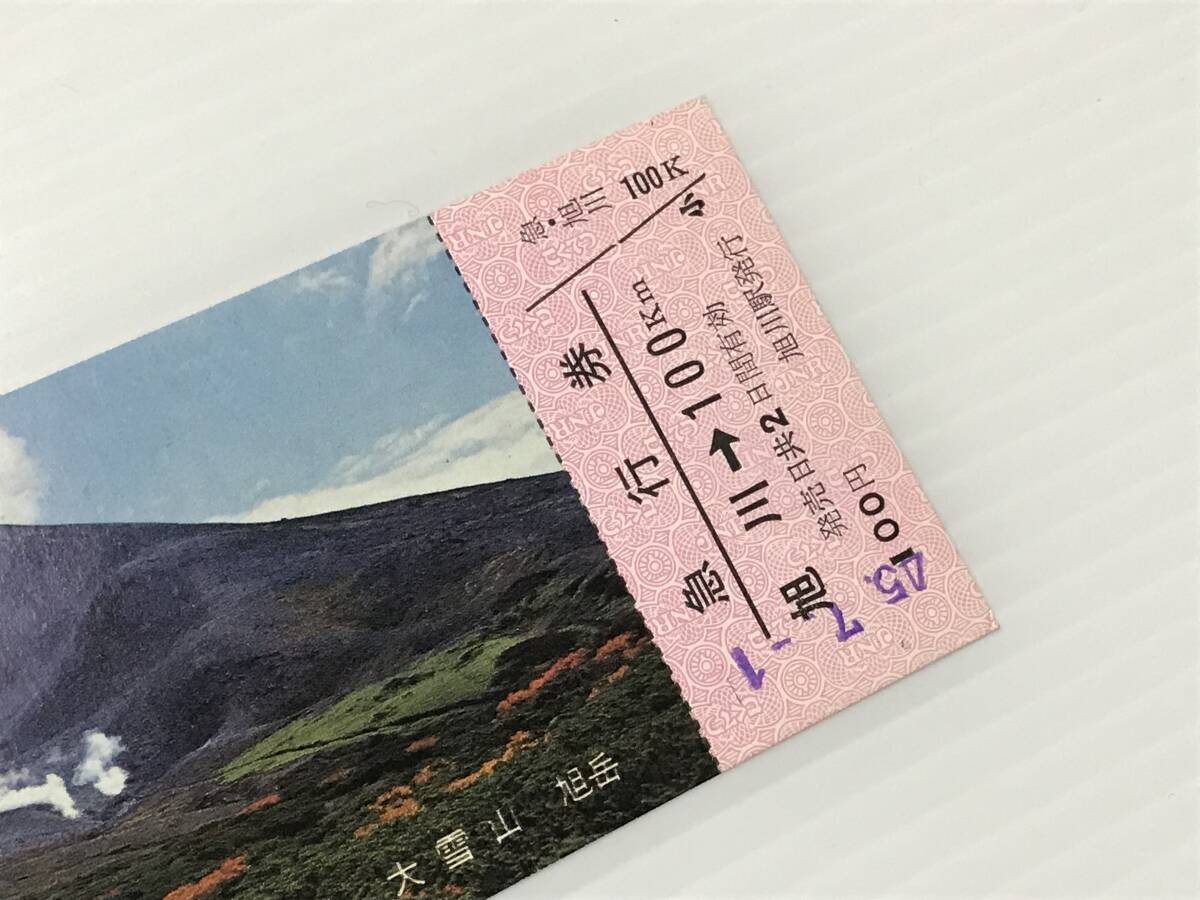 急行券
旭川→100Km
発売日共2日間有効
100円 旭川駅発行
45.7.-1
急・旭川 100K
小
大雪山 旭岳